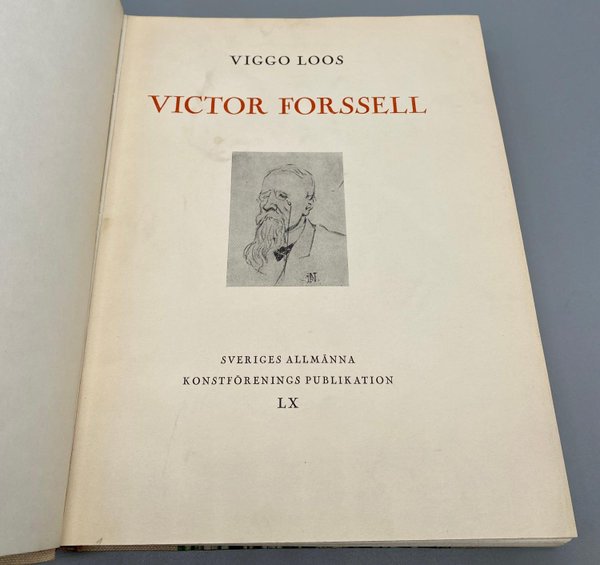 VIGGO LOOS
VICTOR FORSSELL
SVERIGES ALLMÄNNA
KONSTFÖRENINGS PUBLIKATION
LX